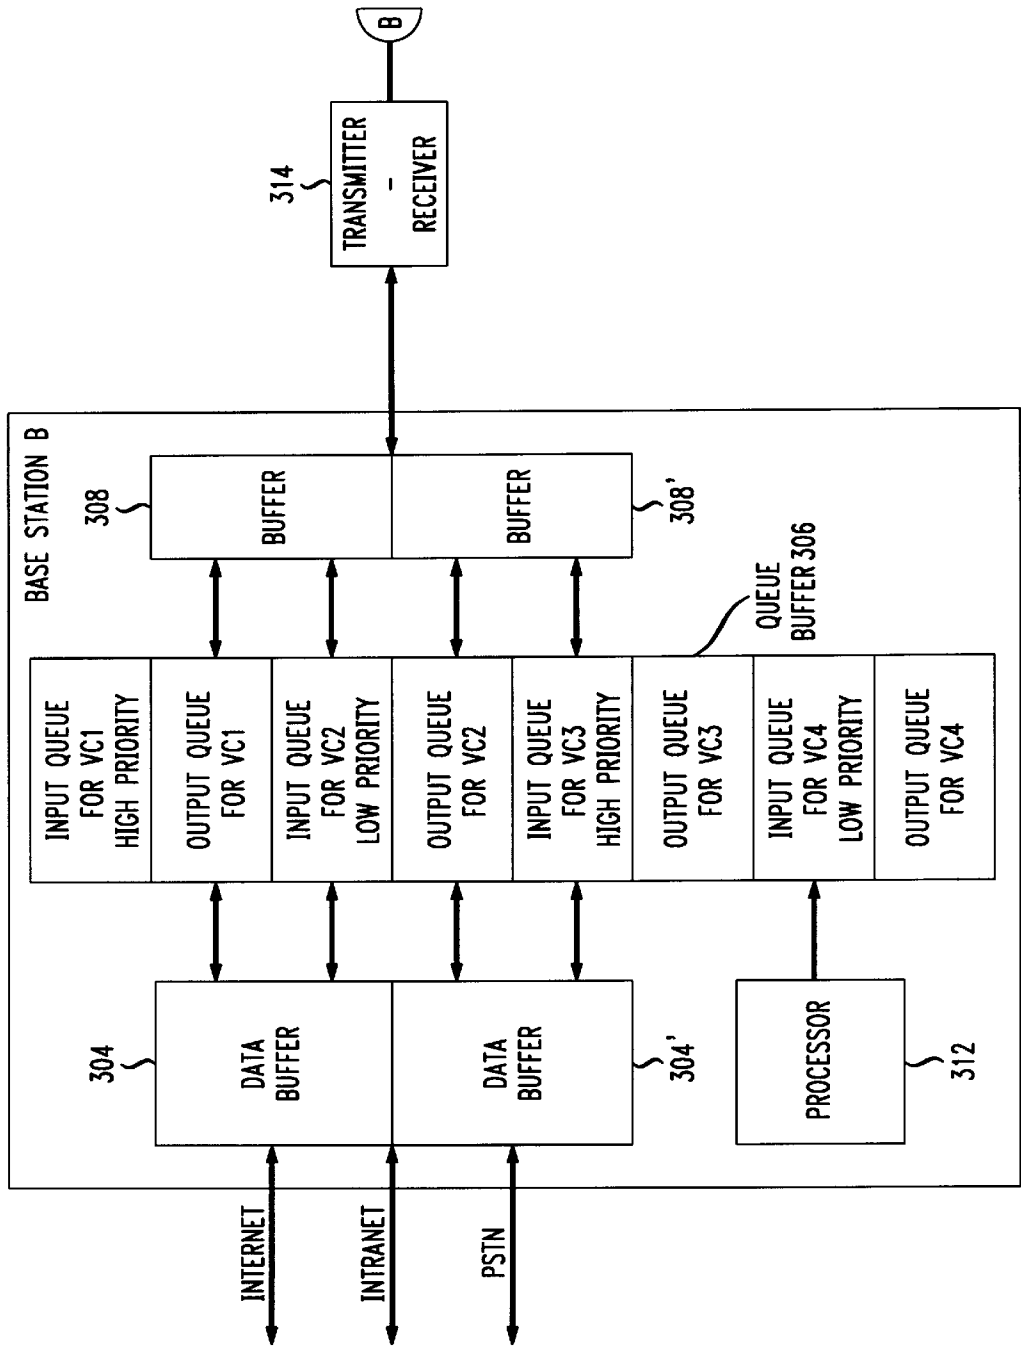 BASE STATION B
INTERNET
INTRANET
PSTN
304
DATA
BUFFER
DATA
BUFFER
304'
PROCESSOR
312
INPUT QUEUE
FOR VC1
HIGH PRIORITY
OUTPUT QUEUE
FOR VC1
INPUT QUEUE
FOR VC2
LOW PRIORITY
OUTPUT QUEUE
FOR VC2
INPUT QUEUE
FOR VC3
HIGH PRIORITY
OUTPUT QUEUE
FOR VC3
INPUT QUEUE
FOR VC4
LOW PRIORITY
OUTPUT QUEUE
FOR VC4
QUEUE
BUFFER 306
308
BUFFER
BUFFER
308'
314
TRANSMITTER
-
RECEIVER
B